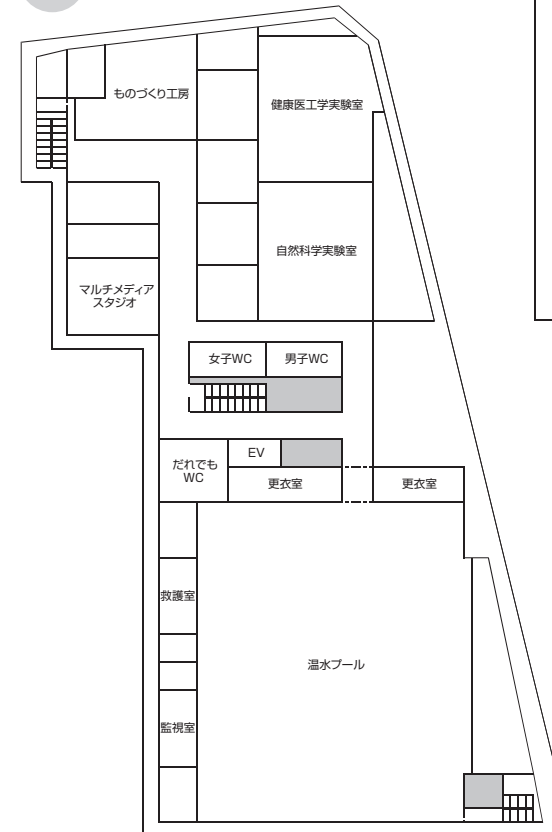 ものづくり工房
健康医工学実験室
自然科学実験室
マルチメディア
スタジオ
女子WC
男子WC
だれでも
WC
EV
更衣室
更衣室
救護室
温水プール
監視室